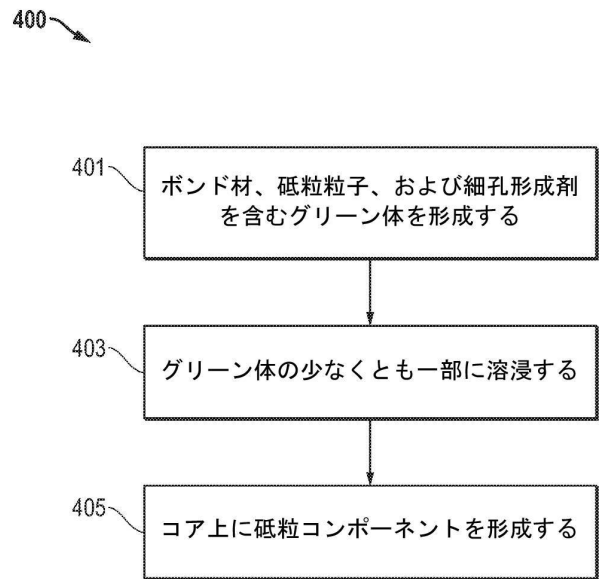 400
401
ボンド材、砥粒粒子、および細孔形成剤
を含むグリーン体を形成する
403
グリーン体の少なくとも一部に溶浸する
405
コア上に砥粒コンポーネントを形成する